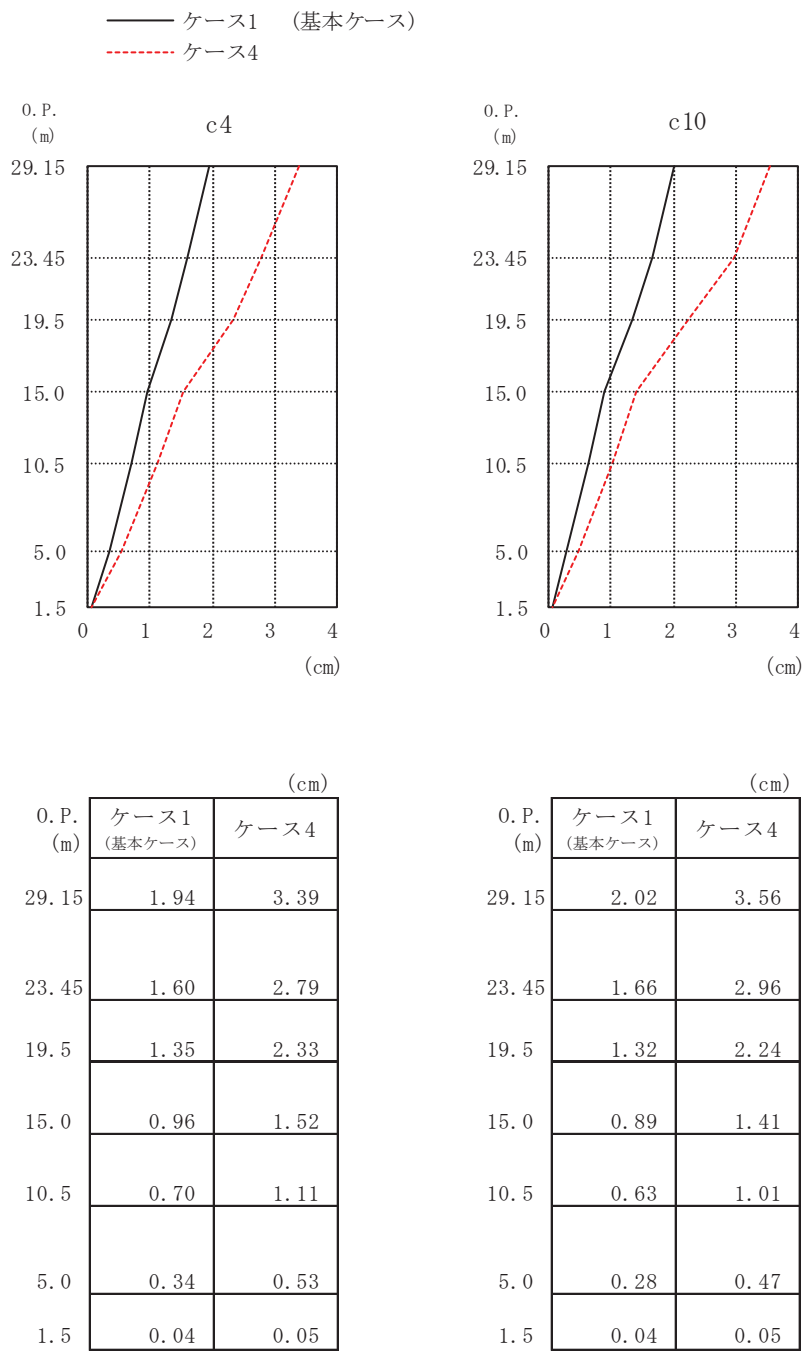 ケース1 (基本ケース)
ケース4
O.P.
(m)
c4
29.15
23.45
19.5
15.0
10.5
5.0
1.5
0 1 2 3 4
(cm)
O.P.
(m)
c10
29.15
23.45
19.5
15.0
10.5
5.0
1.5
0 1 2 3 4
(cm)
(cm)
O.P.
(m)
ケース1
(基本ケース)
ケース4
29.15 1.94 3.39
23.45 1.60 2.79
19.5 1.35 2.33
15.0 0.96 1.52
10.5 0.70 1.11
5.0 0.34 0.53
1.5 0.04 0.05
(cm)
O.P.
(m)
ケース1
(基本ケース)
ケース4
29.15 2.02 3.56
23.45 1.66 2.96
19.5 1.32 2.24
15.0 0.89 1.41
10.5 0.63 1.01
5.0 0.28 0.47
1.5 0.04 0.05